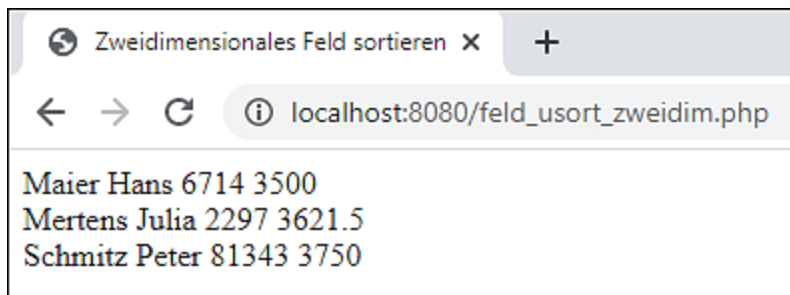 Zweidimensionales Feld sortieren
localhost:8080/feld_usort_zweidim.php
Maier Hans 6714 3500
Mertens Julia 2297 3621.5
Schmitz Peter 81343 3750